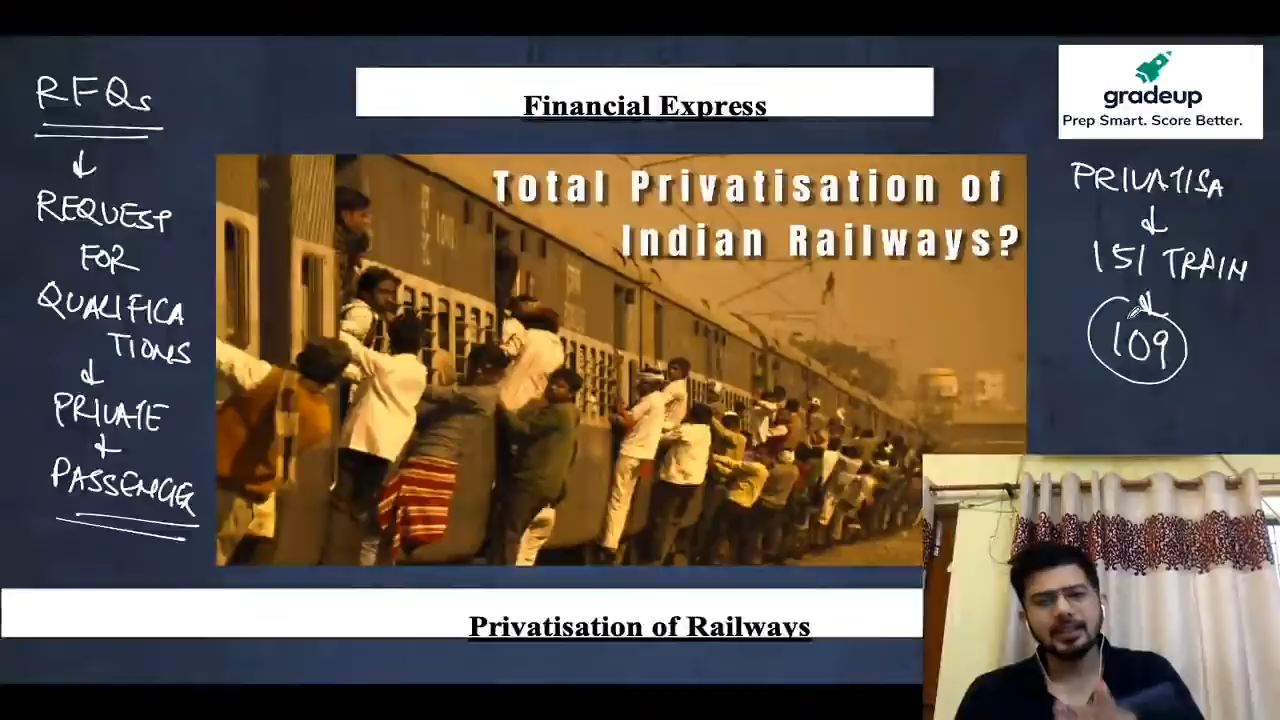 RFQs
↓
REQUEST
FOR
QUALIFICA
TIONS
↓
PRIVATE
↓
PASSENGER
Financial Express
Total Privatisation of
Indian Railways?
Privatisation of Railways
gradeup
Prep Smart. Score Better.
PRIVATISA
↓
151 TRAIN
↓
109